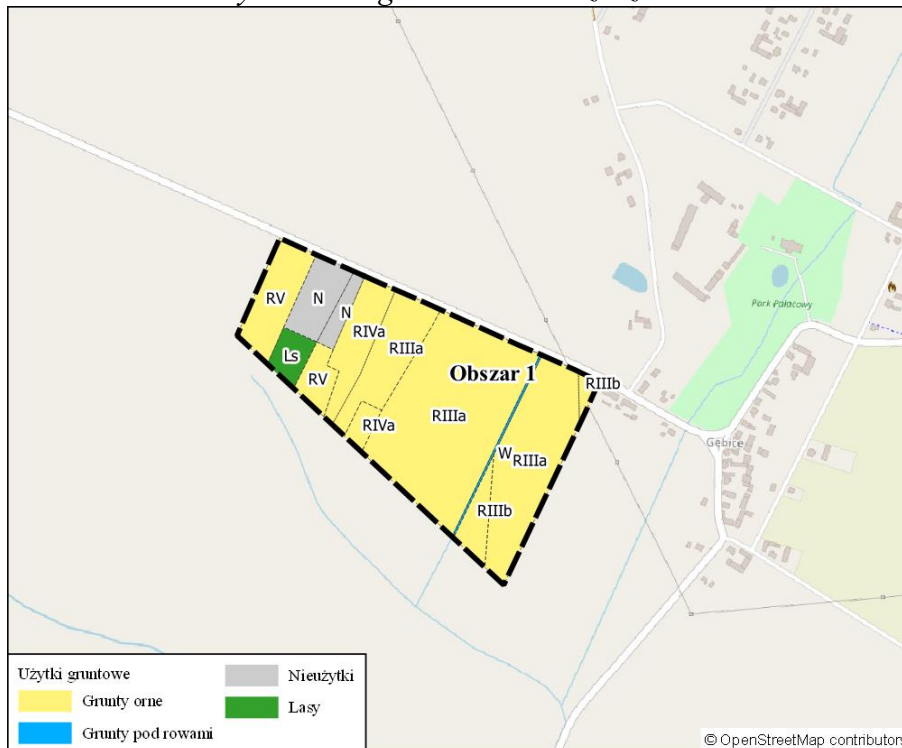 RV
N
N
Ls
RV
RIVa
RIIIa
RIVa
Obszar 1
RIIIa
RIIIb
W
RIIIa
RIIIb
Park Pałacowy
Gębice
Użytki gruntowe
Grunty orne
Grunty pod rowami
Nieużytki
Lasy
© OpenStreetMap contributors